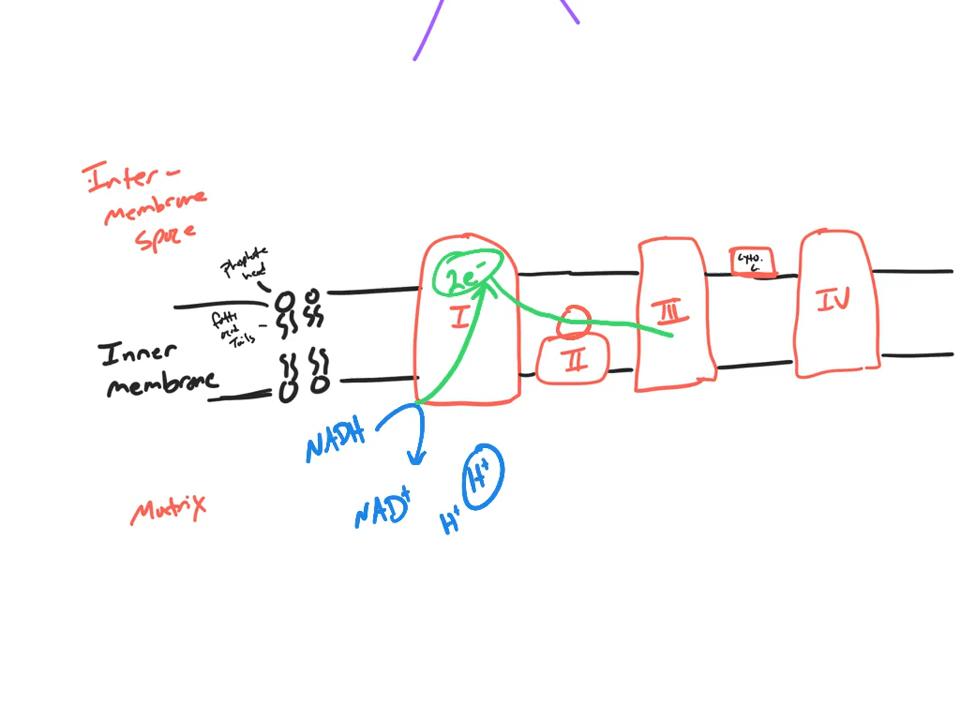 Inter-
Membrane
Space
phosphate
head
fatty
acid
Tails
Inner
membrane
2e⁻
I
II
III
cyto.
c
IV
NADH
NAD⁺
H⁺
H⁺
Matrix